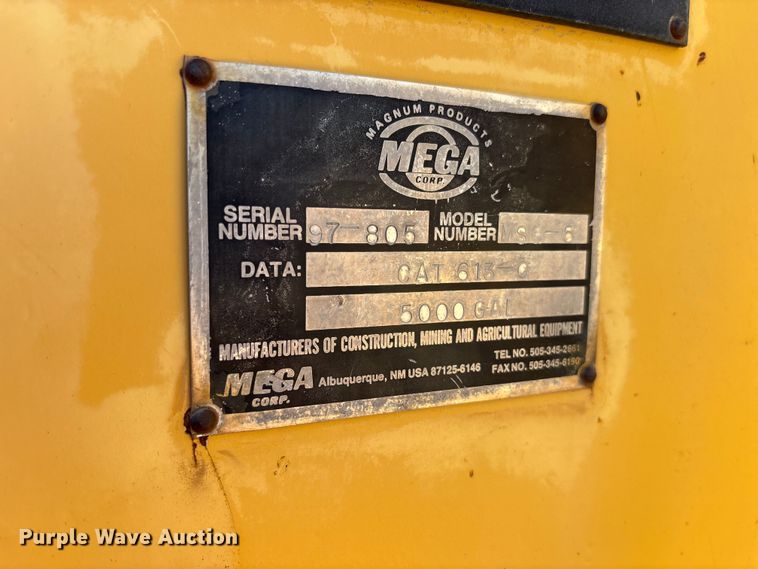 MAGNUM PRODUCTS
MEGA
CORP.
SERIAL NUMBER 97-805 MODEL NUMBER
DATA: CAT 613-C
5000 GAL
MANUFACTURERS OF CONSTRUCTION, MINING AND AGRICULTURAL EQUIPMENT
MEGA CORP. Albuquerque, NM USA 87125-6146
TEL NO. 505-345-2661
FAX NO. 505-345-6190
Purple Wave Auction